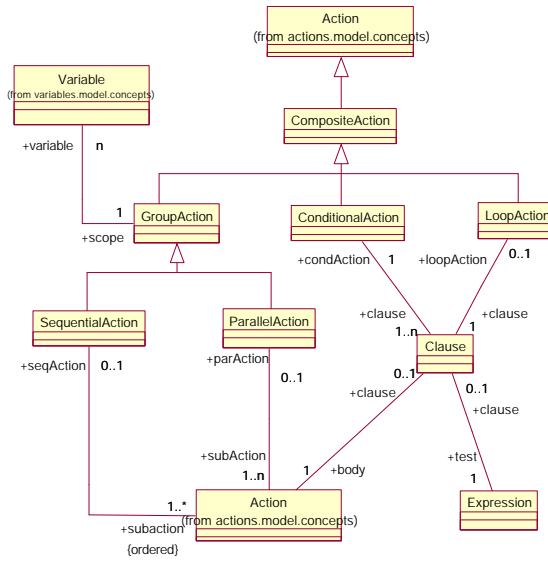 Action
(from actions.model.concepts)
Variable
(from variables.model.concepts)
CompositeAction
+variable
n
1
+scope
GroupAction
ConditionalAction
LoopAction
+condAction
1
+loopAction
0..1
SequentialAction
ParallelAction
+clause
1..n
+clause
1
Clause
+seqAction
0..1
+parAction
0..1
0..1
+clause
0..1
+clause
+subAction
1..n
1
+body
+test
1
1..*
+subaction
{ordered}
Action
(from actions.model.concepts)
Expression